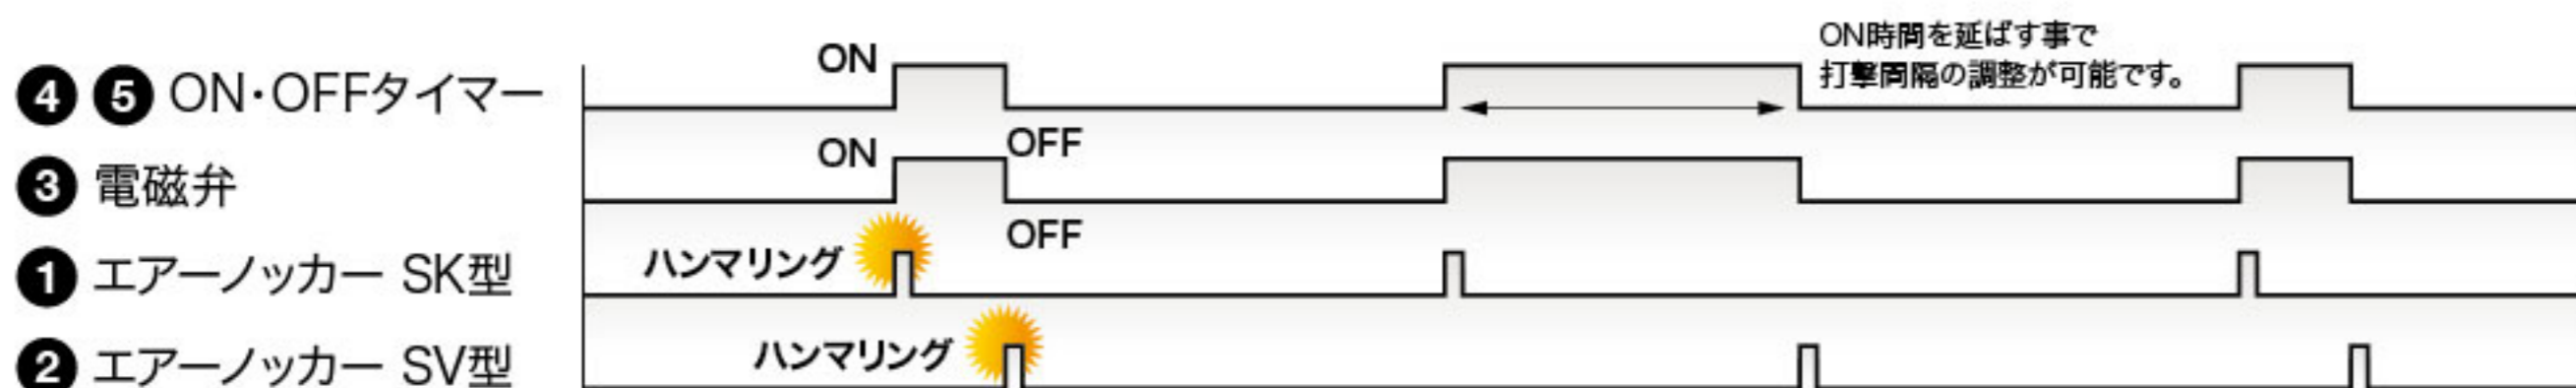 ON時間を延ばす事で
打撃間隔の調整が可能です。
ON
❹ ❺ ON・OFFタイマー
OFF
ON
❸ 電磁弁
OFF
ハンマリング
❶ エアーノッカー SK型
ハンマリング
❷ エアーノッカー SV型